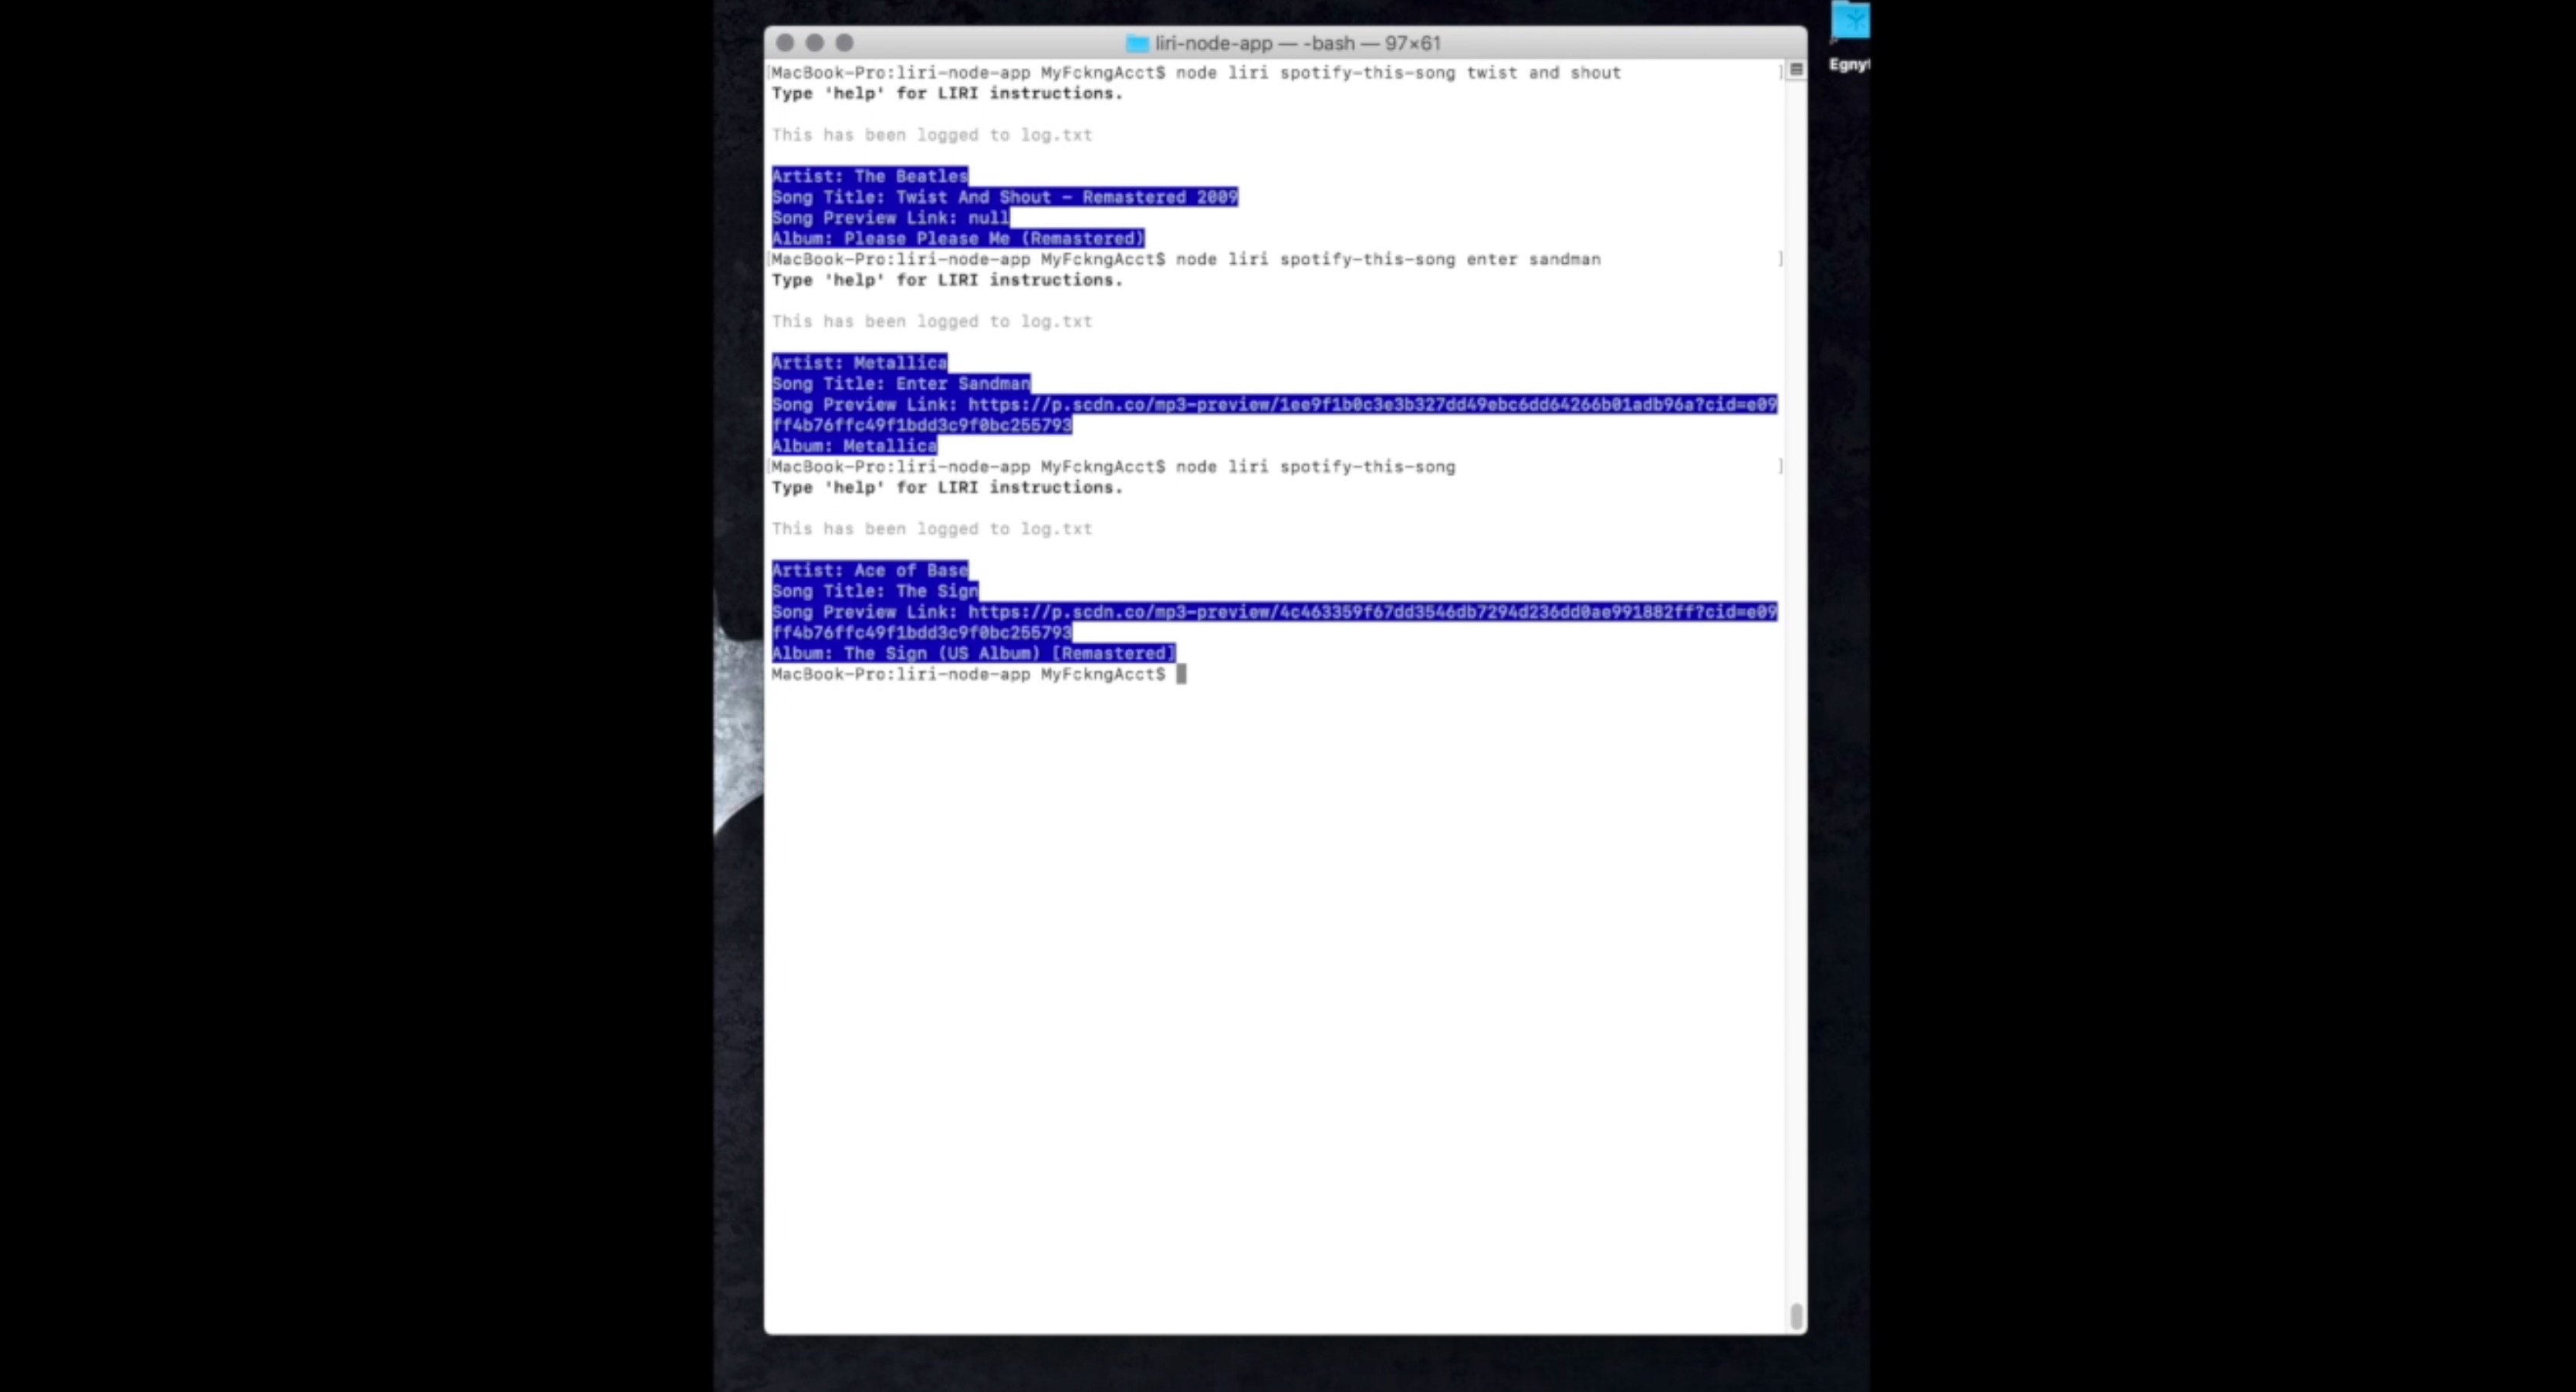 liri-node-app — -bash — 97×61
[MacBook-Pro:liri-node-app MyFckngAcct$ node liri spotify-this-song twist and shout ]
Type 'help' for LIRI instructions.
This has been logged to log.txt
Artist: The Beatles
Song Title: Twist And Shout - Remastered 2009
Song Preview Link: null
Album: Please Please Me (Remastered)
[MacBook-Pro:liri-node-app MyFckngAcct$ node liri spotify-this-song enter sandman ]
Type 'help' for LIRI instructions.
This has been logged to log.txt
Artist: Metallica
Song Title: Enter Sandman
Song Preview Link: https://p.scdn.co/mp3-preview/1ee9f1b0c3e3b327dd49ebc6dd64266b01adb96a?cid=e09
ff4b76ffc49f1bdd3c9f0bc255793
Album: Metallica
[MacBook-Pro:liri-node-app MyFckngAcct$ node liri spotify-this-song ]
Type 'help' for LIRI instructions.
This has been logged to log.txt
Artist: Ace of Base
Song Title: The Sign
Song Preview Link: https://p.scdn.co/mp3-preview/4c463359f67dd3546db7294d236dd0ae991882ff?cid=e09
ff4b76ffc49f1bdd3c9f0bc255793
Album: The Sign (US Album) [Remastered]
MacBook-Pro:liri-node-app MyFckngAcct$
Egny